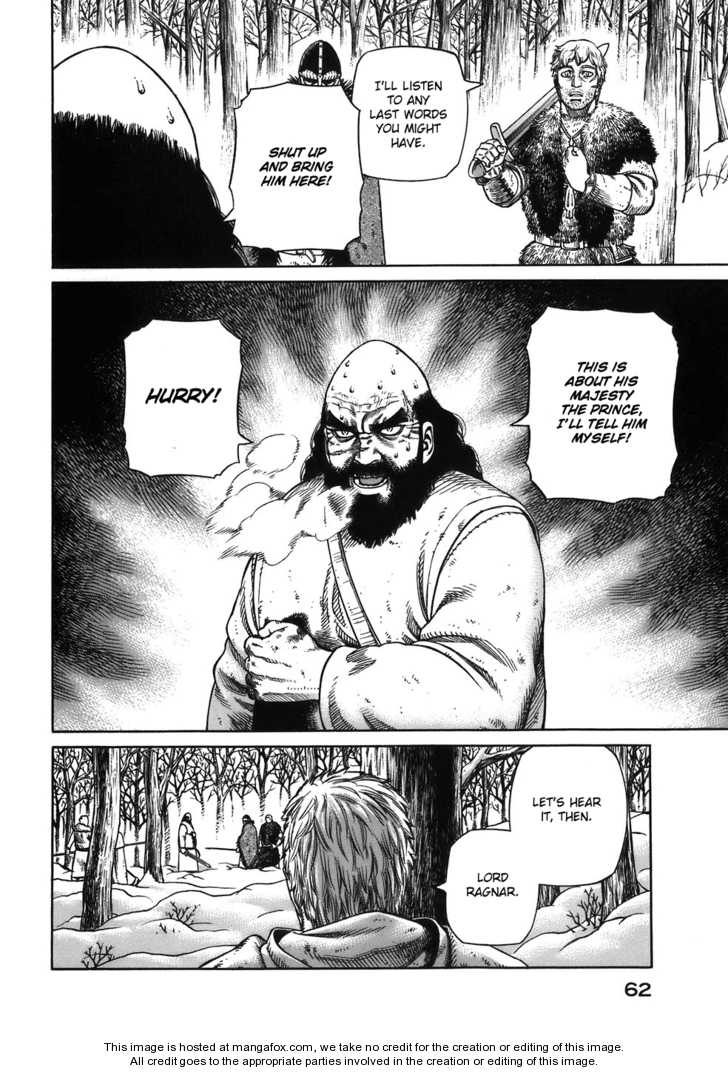 I'LL LISTEN
TO ANY
LAST WORDS
YOU MIGHT
HAVE.
SHUT UP
AND BRING
HIM HERE!
THIS IS
ABOUT HIS
MAJESTY
THE PRINCE,
I'LL TELL HIM
MYSELF!
HURRY!
LET'S HEAR
IT, THEN.
LORD
RAGNAR.
62
This image is hosted at mangafox.com, we take no credit for the creation or editing of this image.
All credit goes to the appropriate parties involved in the creation or editing of this image.